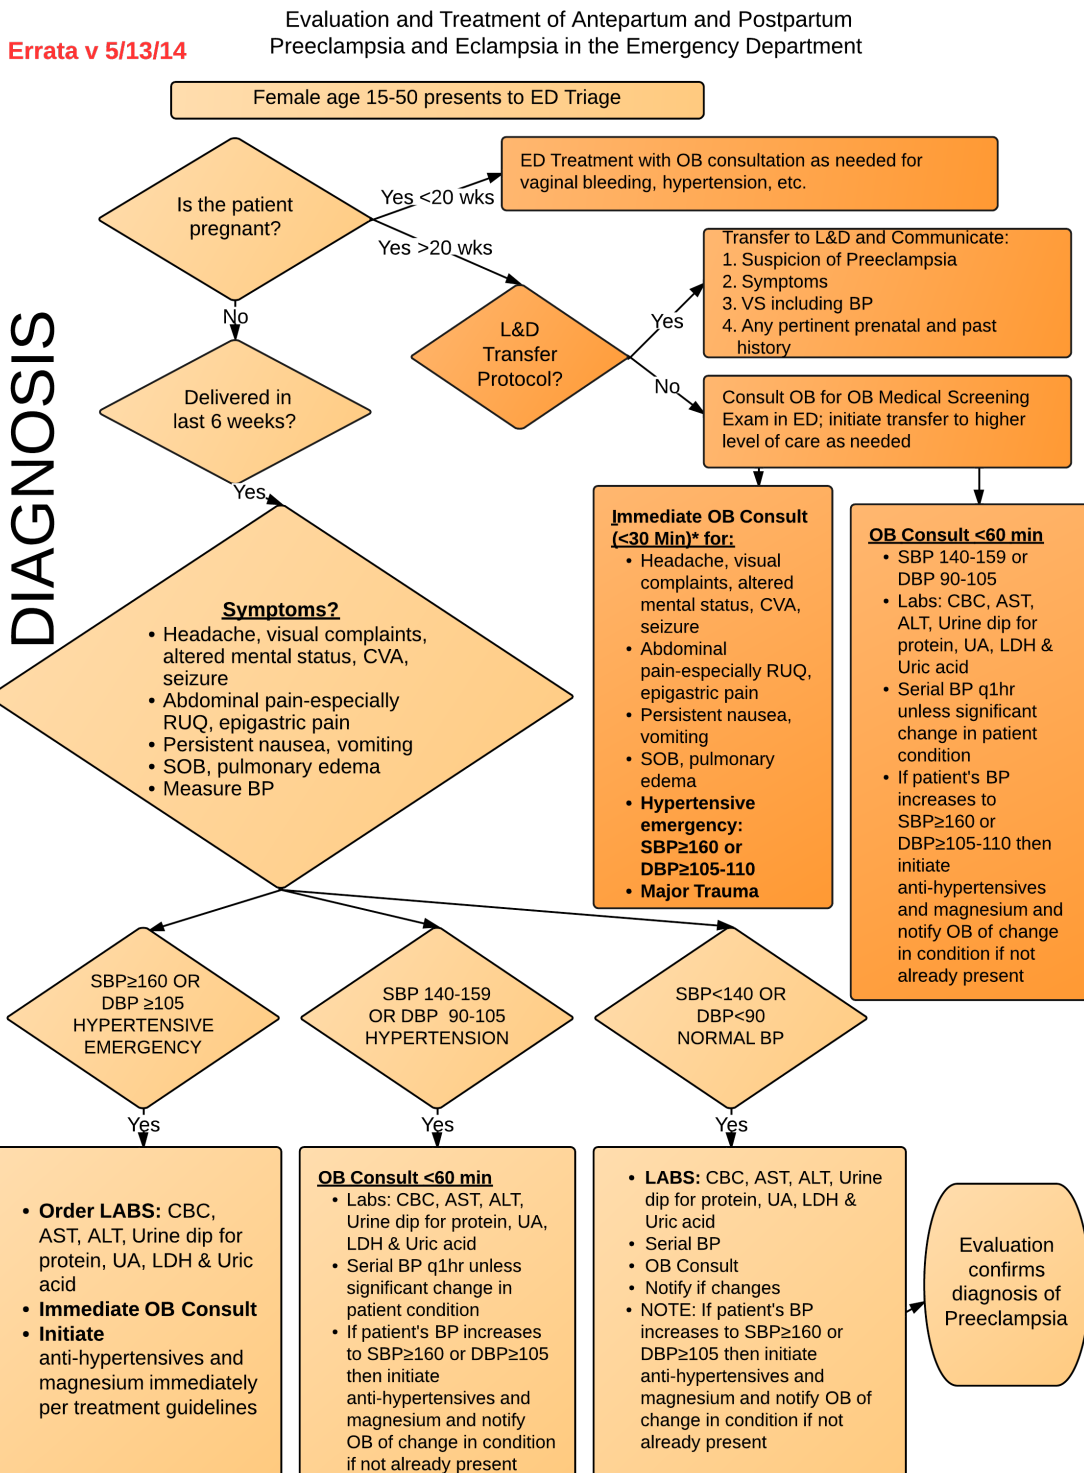 Evaluation and Treatment of Antepartum and Postpartum
Preeclampsia and Eclampsia in the Emergency Department
Errata v 5/13/14
Female age 15-50 presents to ED Triage
Is the patient
pregnant?
Yes <20 wks
ED Treatment with OB consultation as needed for
vaginal bleeding, hypertension, etc.
Yes >20 wks
L&D
Transfer
Protocol?
Yes
Transfer to L&D and Communicate:
1. Suspicion of Preeclampsia
2. Symptoms
3. VS including BP
4. Any pertinent prenatal and past
history
No
Consult OB for OB Medical Screening
Exam in ED; initiate transfer to higher
level of care as needed
No
Delivered in
last 6 weeks?
Yes
DIAGNOSIS
Symptoms?
• Headache, visual complaints,
altered mental status, CVA,
seizure
• Abdominal pain-especially
RUQ, epigastric pain
• Persistent nausea, vomiting
• SOB, pulmonary edema
• Measure BP
Immediate OB Consult
(<30 Min)* for:
• Headache, visual
complaints, altered
mental status, CVA,
seizure
• Abdominal
pain-especially RUQ,
epigastric pain
• Persistent nausea,
vomiting
• SOB, pulmonary
edema
• Hypertensive
emergency:
SBP≥160 or
DBP≥105-110
• Major Trauma
OB Consult <60 min
• SBP 140-159 or
DBP 90-105
• Labs: CBC, AST,
ALT, Urine dip for
protein, UA, LDH &
Uric acid
• Serial BP q1hr
unless significant
change in patient
condition
• If patient's BP
increases to
SBP≥160 or
DBP≥105-110 then
initiate
anti-hypertensives
and magnesium and
notify OB of change
in condition if not
already present
SBP≥160 OR
DBP ≥105
HYPERTENSIVE
EMERGENCY
SBP 140-159
OR DBP 90-105
HYPERTENSION
SBP<140 OR
DBP<90
NORMAL BP
Yes
Yes
Yes
• Order LABS: CBC,
AST, ALT, Urine dip for
protein, UA, LDH & Uric
acid
• Immediate OB Consult
• Initiate
anti-hypertensives and
magnesium immediately
per treatment guidelines
OB Consult <60 min
• Labs: CBC, AST, ALT,
Urine dip for protein, UA,
LDH & Uric acid
• Serial BP q1hr unless
significant change in
patient condition
• If patient's BP increases
to SBP≥160 or DBP≥105
then initiate
anti-hypertensives and
magnesium and notify
OB of change in condition
if not already present
• LABS: CBC, AST, ALT, Urine
dip for protein, UA, LDH &
Uric acid
• Serial BP
• OB Consult
• Notify if changes
• NOTE: If patient's BP
increases to SBP≥160 or
DBP≥105 then initiate
anti-hypertensives and
magnesium and notify OB of
change in condition if not
already present
Evaluation
confirms
diagnosis of
Preeclampsia